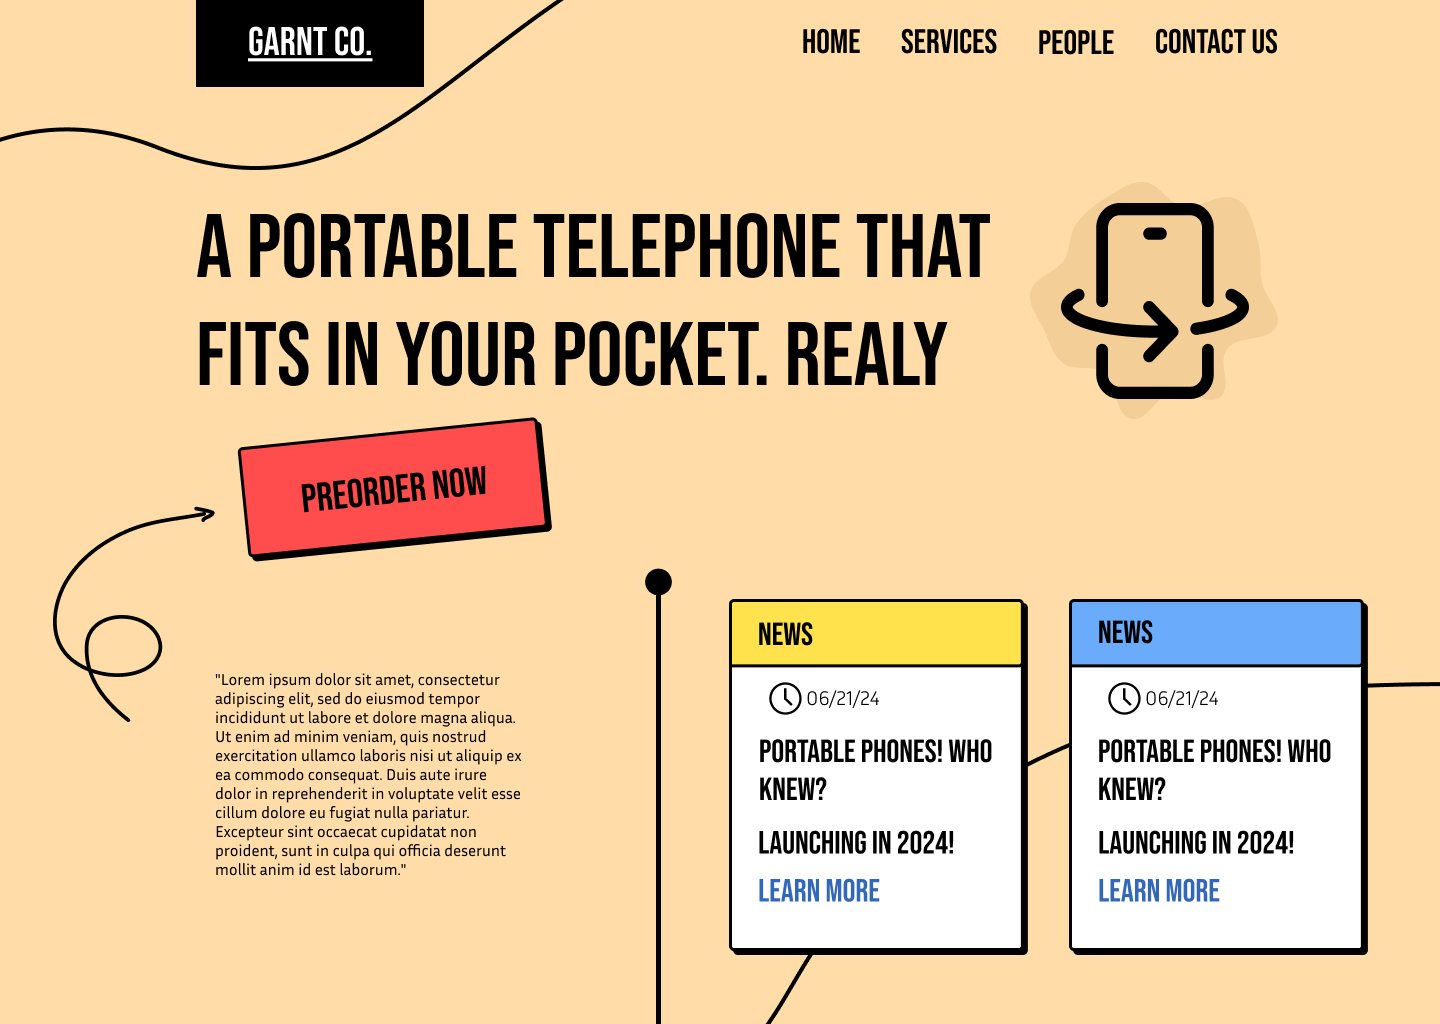 GARNT CO.
HOME SERVICES PEOPLE CONTACT US
A PORTABLE TELEPHONE THAT
FITS IN YOUR POCKET. REALY
PREORDER NOW
"Lorem ipsum dolor sit amet, consectetur
adipiscing elit, sed do eiusmod tempor
incididunt ut labore et dolore magna aliqua.
Ut enim ad minim veniam, quis nostrud
exercitation ullamco laboris nisi ut aliquip ex
ea commodo consequat. Duis aute irure
dolor in reprehenderit in voluptate velit esse
cillum dolore eu fugiat nulla pariatur.
Excepteur sint occaecat cupidatat non
proident, sunt in culpa qui officia deserunt
mollit anim id est laborum."
NEWS
06/21/24
PORTABLE PHONES! WHO
KNEW?
LAUNCHING IN 2024!
LEARN MORE
NEWS
06/21/24
PORTABLE PHONES! WHO
KNEW?
LAUNCHING IN 2024!
LEARN MORE